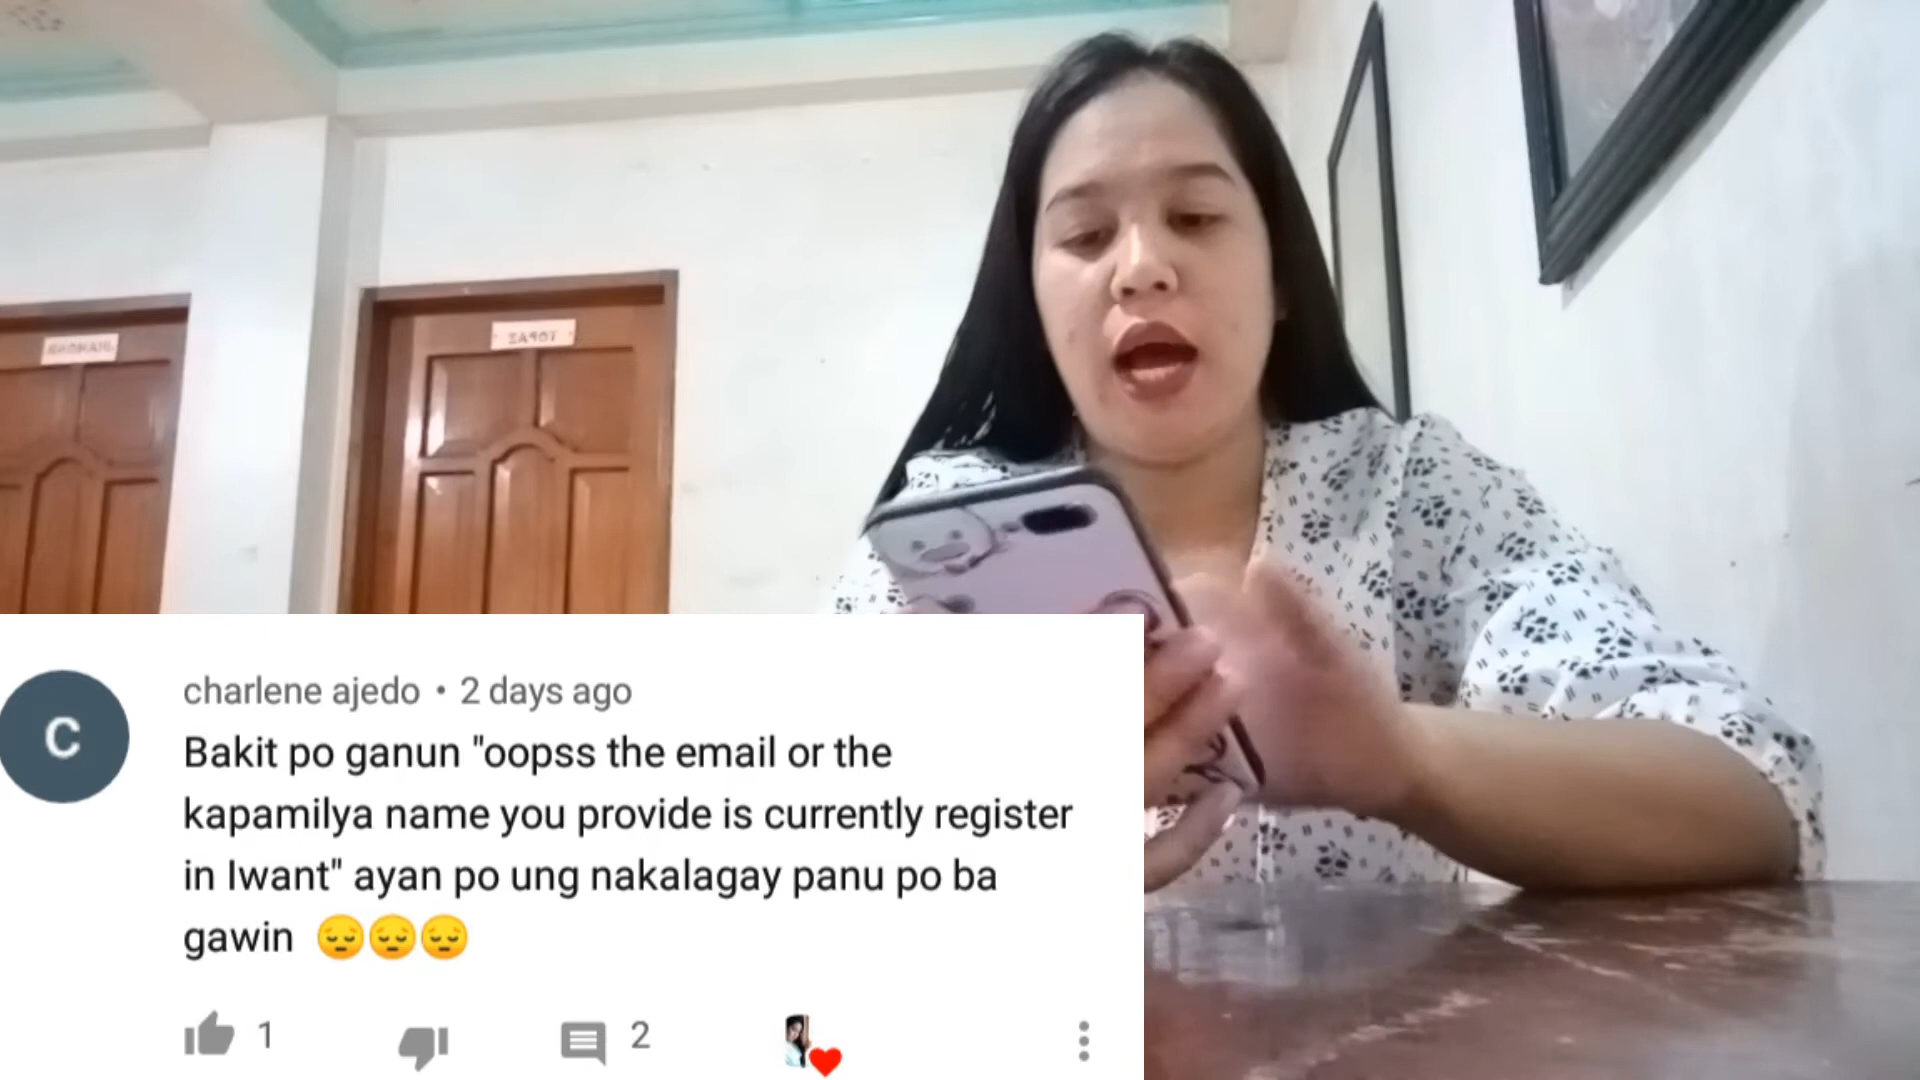 TOPAZ
charlene ajedo • 2 days ago
C
Bakit po ganun "oopss the email or the
kapamilya name you provide is currently register
in Iwant" ayan po ung nakalagay panu po ba
gawin 😔😔😔
1
2